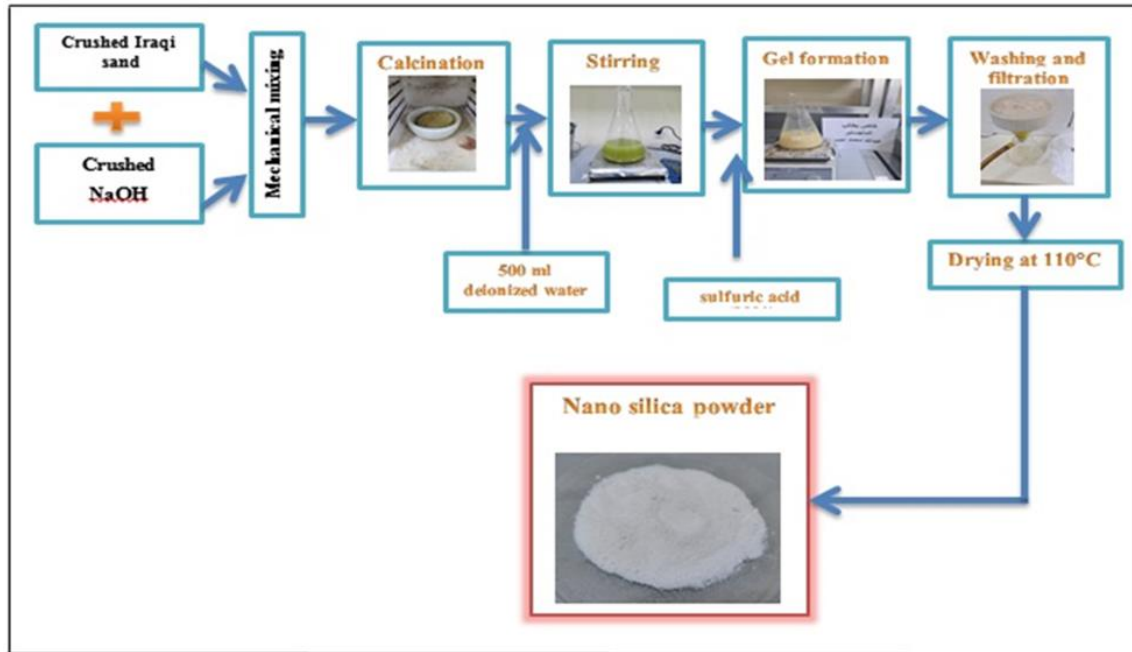 Crushed Iraqi
sand
Crushed
NaOH
Mechanical mixing
Calcination
500 ml
deionized water
Stirring
sulfuric acid
Gel formation
Washing and
filtration
Drying at 110°C
Nano silica powder